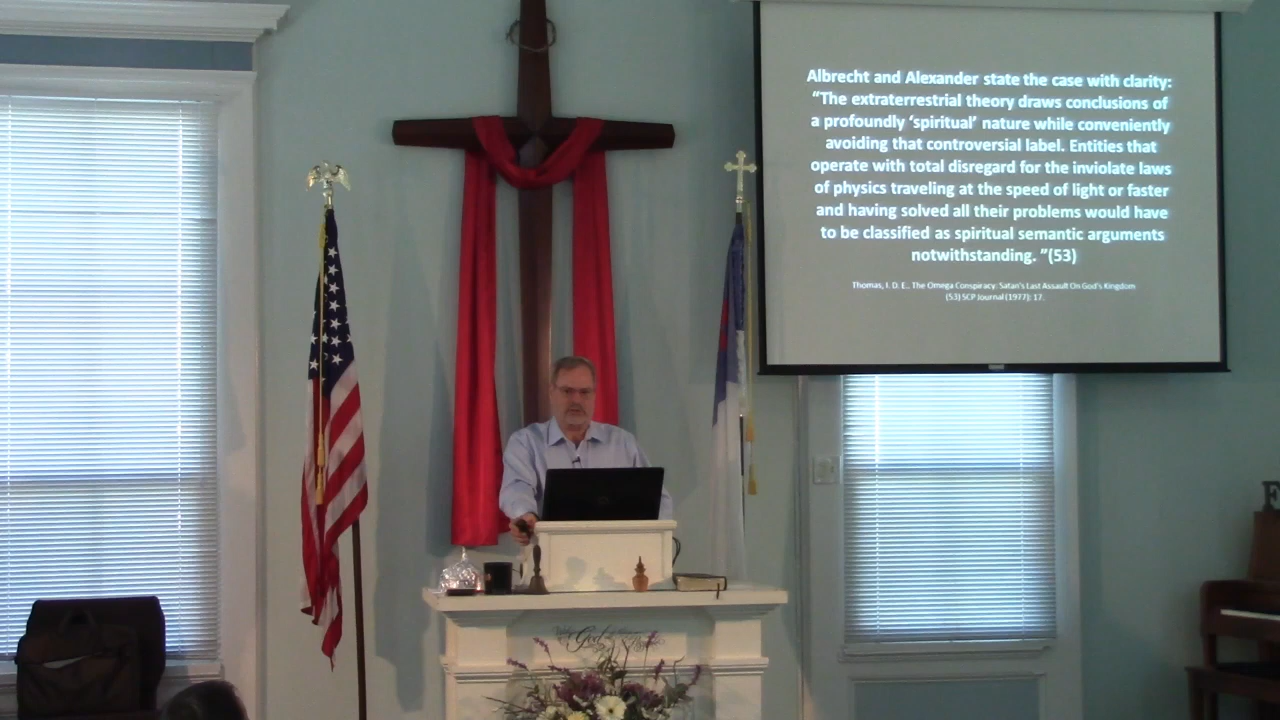 Albrecht and Alexander state the case with clarity:
“The extraterrestrial theory draws conclusions of
a profoundly ‘spiritual’ nature while conveniently
avoiding that controversial label. Entities that
operate with total disregard for the inviolate laws
of physics traveling at the speed of light or faster
and having solved all their problems would have
to be classified as spiritual semantic arguments
notwithstanding. ”(53)
Thomas, I. D. E.. The Omega Conspiracy: Satan's Last Assault On God's Kingdom
(53) SCP Journal (1977): 17.
God